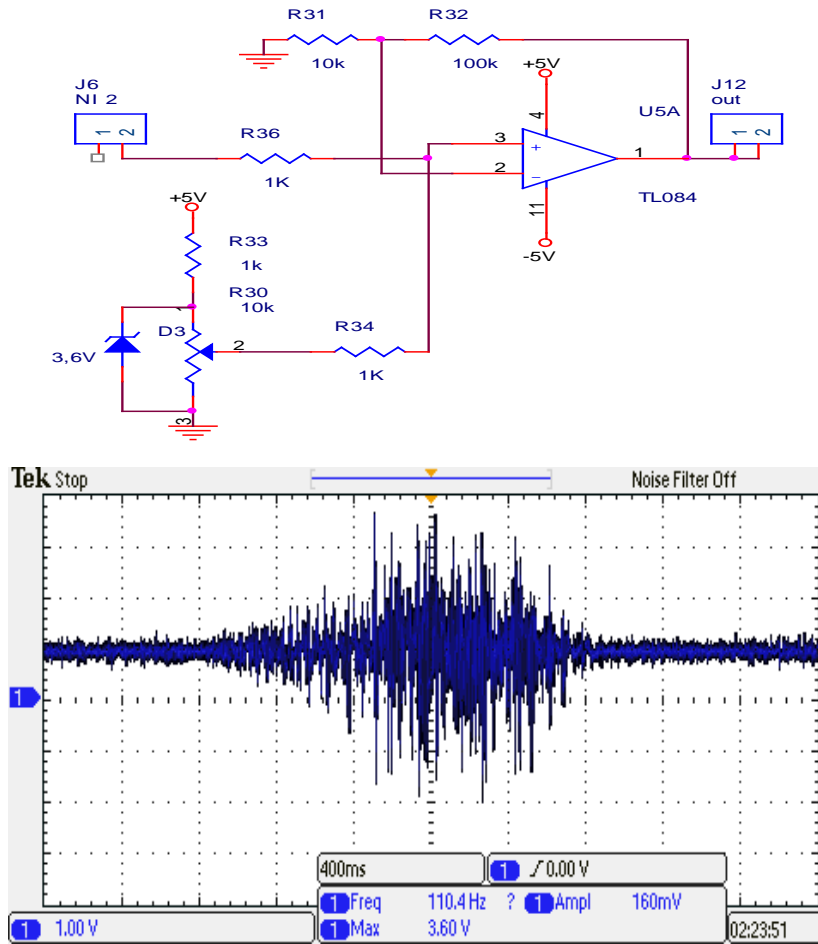 R31 R32
10k 100k
+5V
J6
NI 2
1 2
R36
1K
3
+
2
−
4
11
1
U5A
TL084
J12
out
1 2
-5V
+5V
R33
1k
R30
10k
1
D3
2
3,6V
3
R34
1K
Tek Stop Noise Filter Off
1
400ms 1 0.00 V
1 Freq 110.4 Hz ? 1 Ampl 160mV
1 Max 3.60 V
1 1.00 V 02:23:51